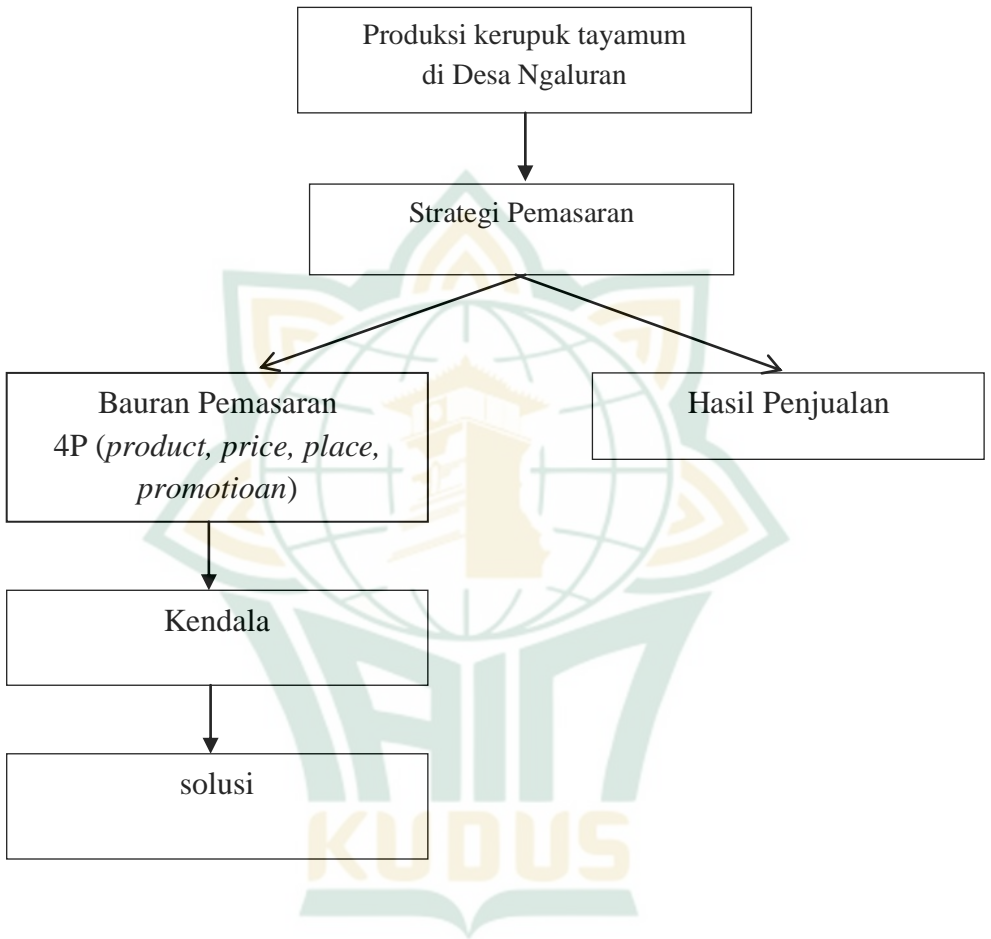 Produksi kerupuk tayamum
di Desa Ngaluran
Strategi Pemasaran
Bauran Pemasaran
4P (product, price, place,
promotioan)
Hasil Penjualan
Kendala
solusi
IAIN
KUDUS